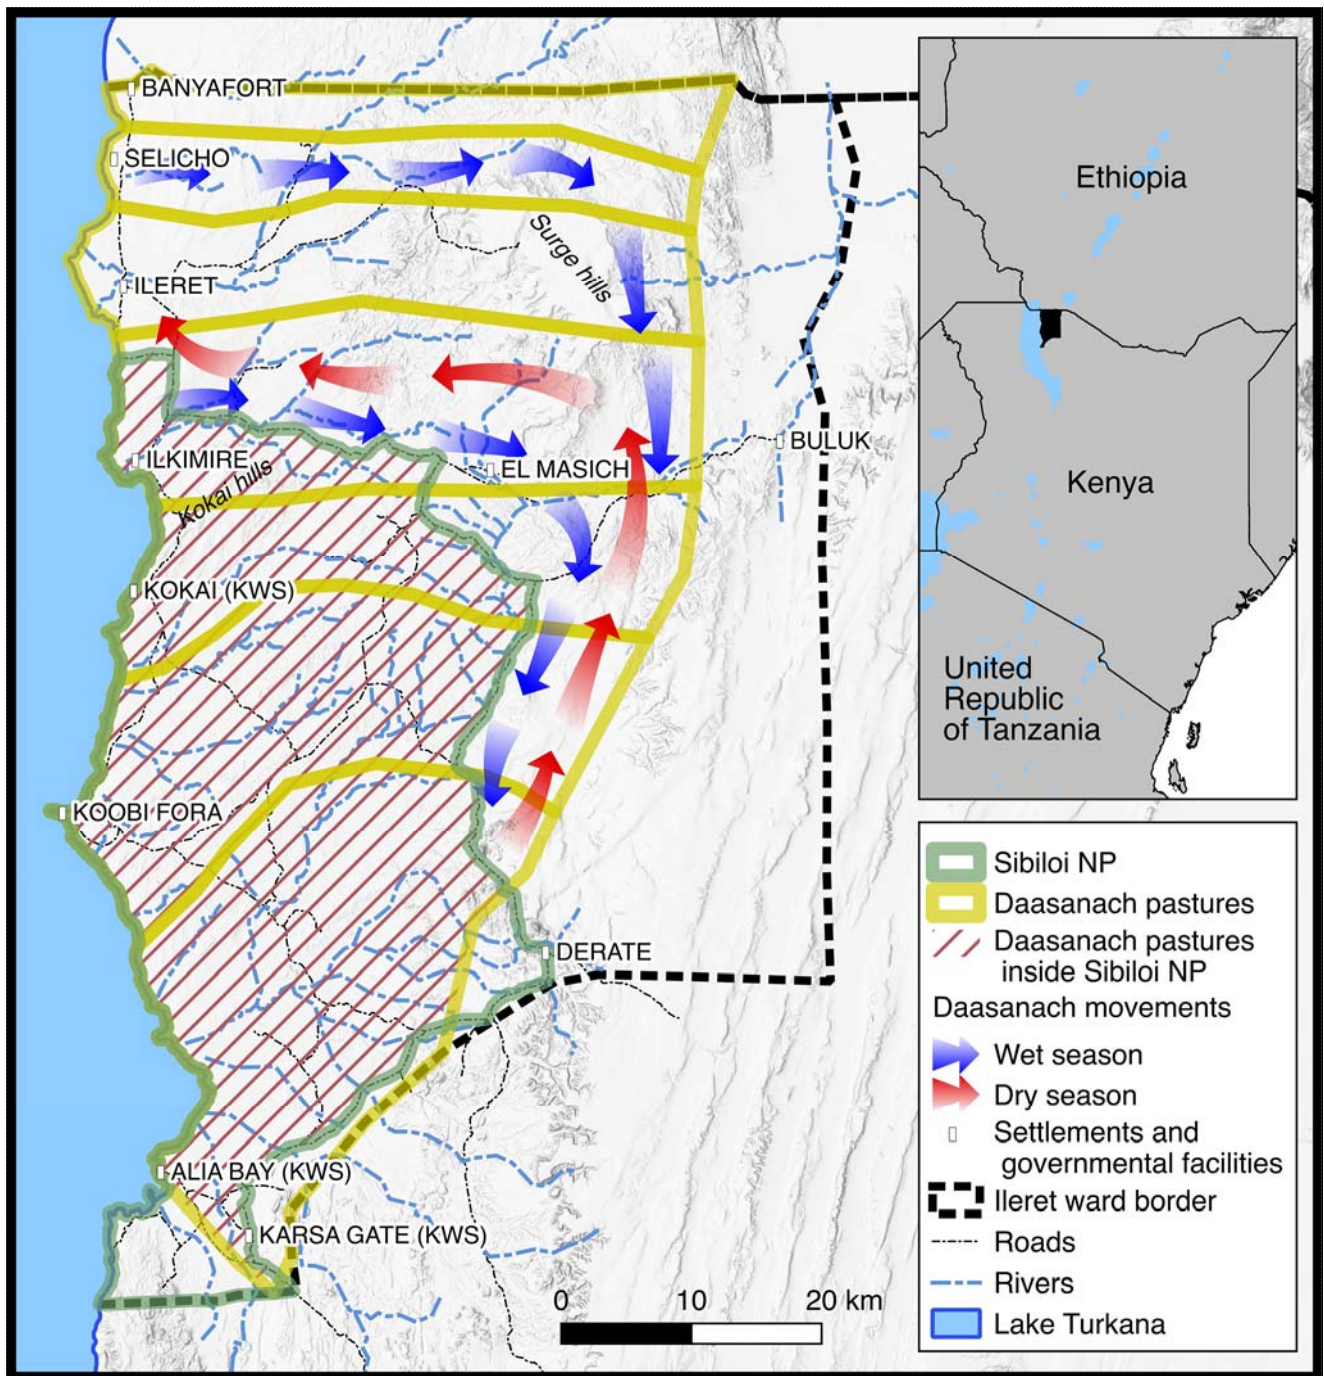 BANYAFORT
SELICHO
Surge hills
ILERET
BULUK
ILKIMIRE
EL MASICH
Kokai hills
KOKAI (KWS)
KOOBI FORA
DERATE
ALIA BAY (KWS)
KARSA GATE (KWS)
0 10 20 km
Ethiopia
Kenya
United
Republic
of Tanzania
Sibiloi NP
Daasanach pastures
Daasanach pastures
inside Sibiloi NP
Daasanach movements
Wet season
Dry season
Settlements and
governmental facilities
Ileret ward border
Roads
Rivers
Lake Turkana